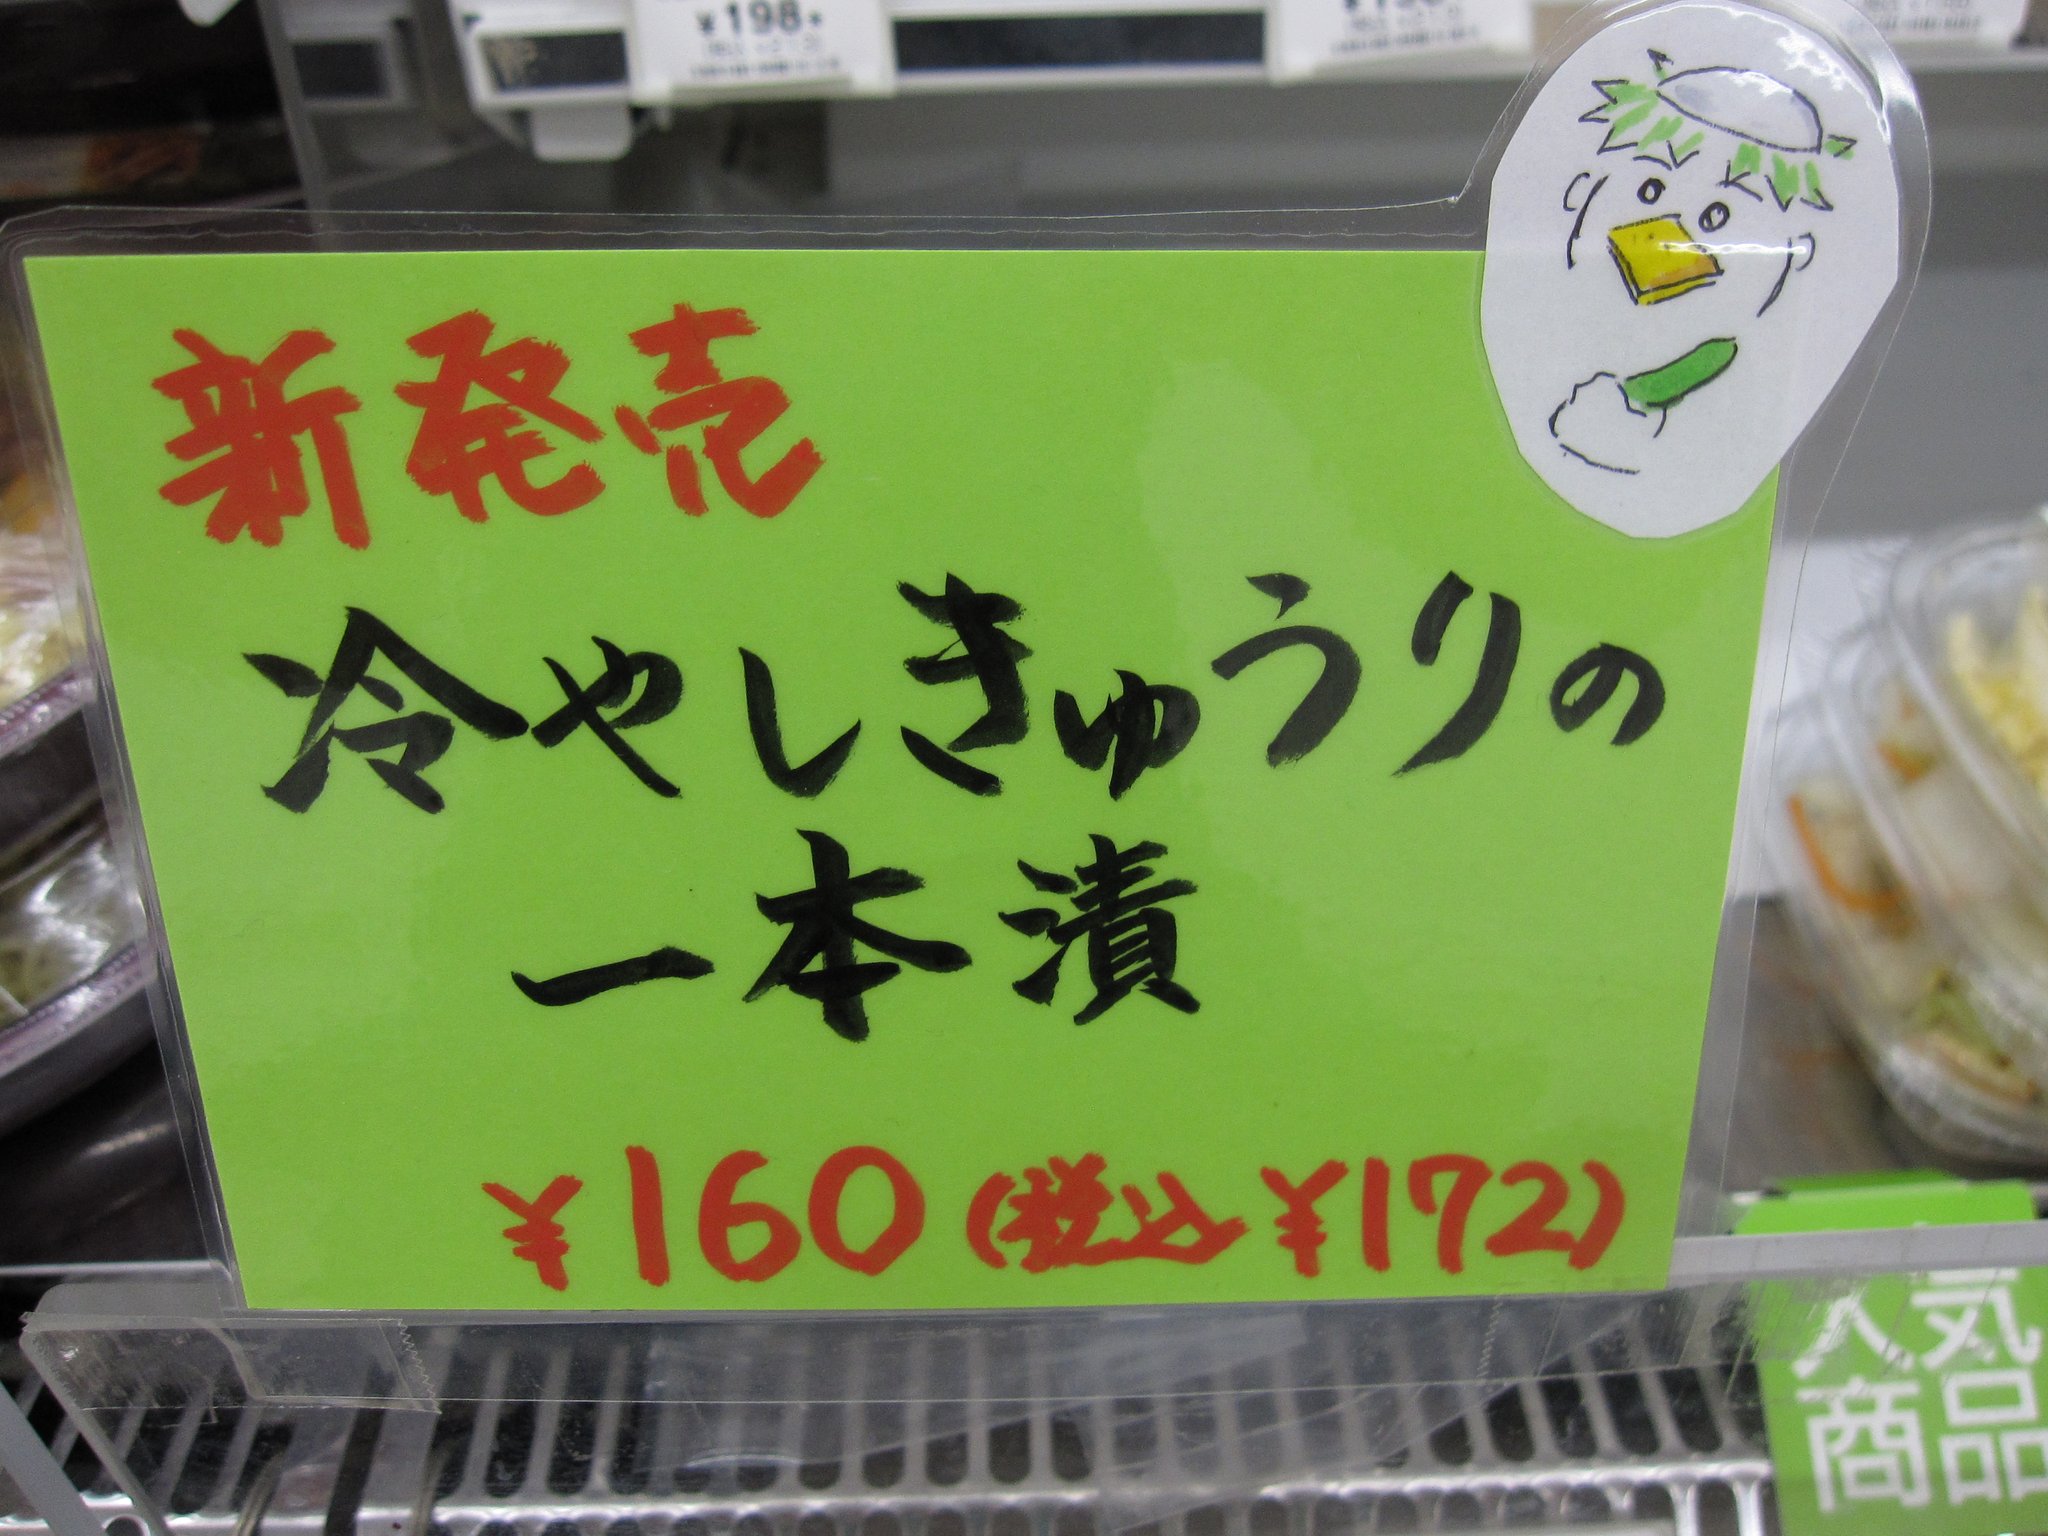 ¥198
新発売
冷やしきゅうりの
一本漬
¥160(税込¥172)
人気
商品